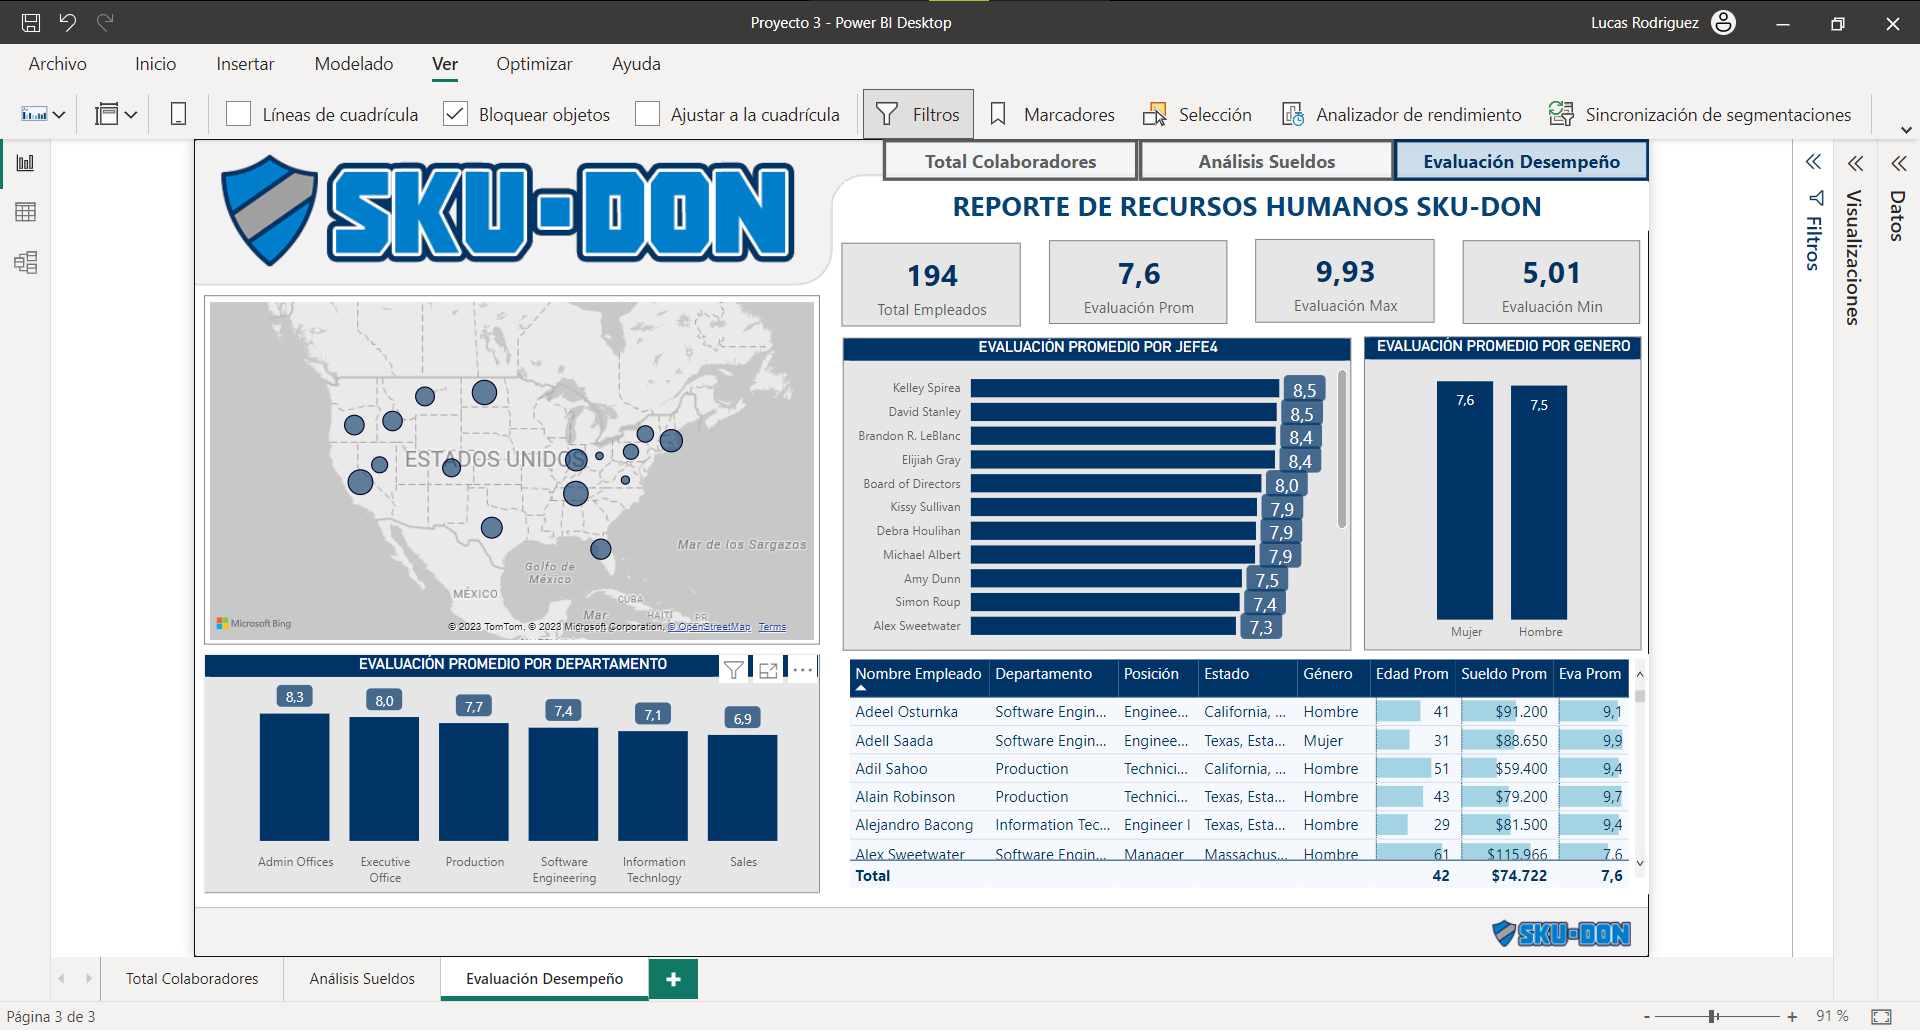 Proyecto 3 - Power BI Desktop
Lucas Rodriguez
Archivo Inicio Insertar Modelado Ver Optimizar Ayuda
Líneas de cuadrícula Bloquear objetos Ajustar a la cuadrícula Filtros Marcadores Selección Analizador de rendimiento Sincronización de segmentaciones
SKU-DON
Total Colaboradores Análisis Sueldos Evaluación Desempeño
REPORTE DE RECURSOS HUMANOS SKU-DON
194
Total Empleados
7,6
Evaluación Prom
9,93
Evaluación Max
5,01
Evaluación Min
Filtros
Visualizaciones
Datos
ESTADOS UNIDOS
Mar de los Sargazos
Golfo de
México
MÉXICO
CUBA
Mar
HAITÍ
PR
Microsoft Bing
© 2023 TomTom, © 2023 Microsoft Corporation, © OpenStreetMap Terms
EVALUACIÓN PROMEDIO POR JEFE4
Kelley Spirea 8,5
David Stanley 8,5
Brandon R. LeBlanc 8,4
Elijiah Gray 8,4
Board of Directors 8,0
Kissy Sullivan 7,9
Debra Houlihan 7,9
Michael Albert 7,9
Amy Dunn 7,5
Simon Roup 7,4
Alex Sweetwater 7,3
EVALUACIÓN PROMEDIO POR GENERO
7,6 7,5
Mujer Hombre
EVALUACIÓN PROMEDIO POR DEPARTAMENTO
8,3 8,0 7,7 7,4 7,1 6,9
Admin Offices
Executive
Office
Production
Software
Engineering
Information
Technlogy
Sales
Nombre Empleado Departamento Posición Estado Género Edad Prom Sueldo Prom Eva Prom
Adeel Osturnka Software Engin... Enginee... California, ... Hombre 41 $91.200 9,1
Adell Saada Software Engin... Enginee... Texas, Esta... Mujer 31 $88.650 9,9
Adil Sahoo Production Technici... California, ... Hombre 51 $59.400 9,4
Alain Robinson Production Technici... Texas, Esta... Hombre 43 $79.200 9,7
Alejandro Bacong Information Tec... Engineer I Texas, Esta... Hombre 29 $81.500 9,4
Alex Sweetwater Software Engin... Manager Massachus... Hombre 61 $115.966 7,6
Total 42 $74.722 7,6
SKU-DON
Total Colaboradores Análisis Sueldos Evaluación Desempeño +
Página 3 de 3
- + 91 %